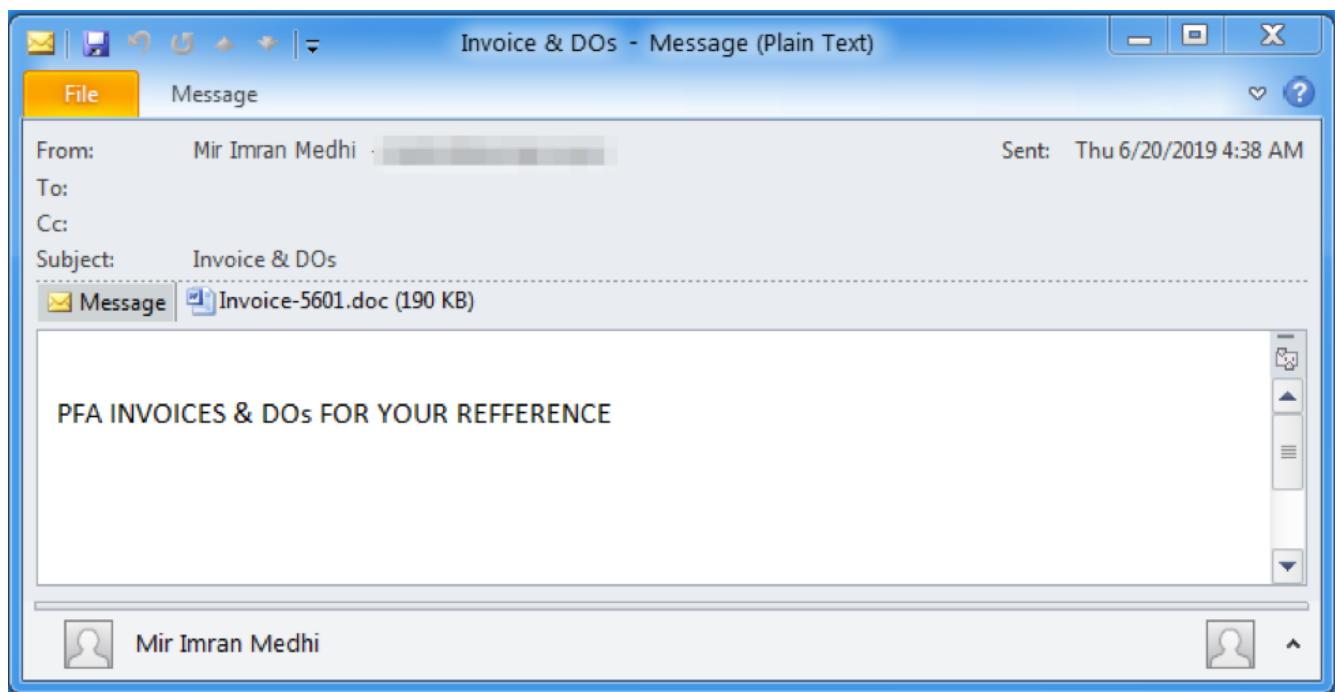 Invoice & DOs - Message (Plain Text)
File Message
From: Mir Imran Medhi Sent: Thu 6/20/2019 4:38 AM
To:
Cc:
Subject: Invoice & DOs
Message Invoice-5601.doc (190 KB)
PFA INVOICES & DOs FOR YOUR REFFERENCE
Mir Imran Medhi